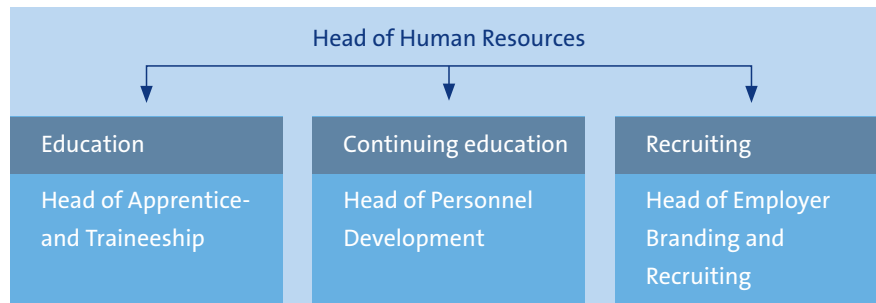 Head of Human Resources
Education
Head of Apprentice-
and Traineeship
Continuing education
Head of Personnel
Development
Recruiting
Head of Employer
Branding and
Recruiting